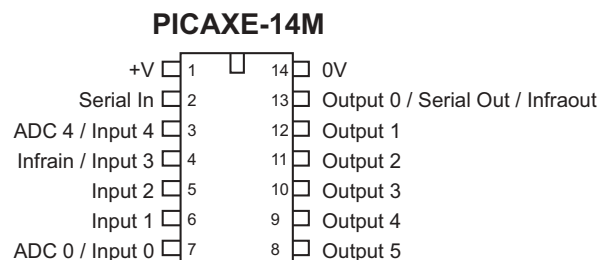 PICAXE-14M
+V 1 14 0V
Serial In 2 13 Output 0 / Serial Out / Infraout
ADC 4 / Input 4 3 12 Output 1
Infrain / Input 3 4 11 Output 2
Input 2 5 10 Output 3
Input 1 6 9 Output 4
ADC 0 / Input 0 7 8 Output 5